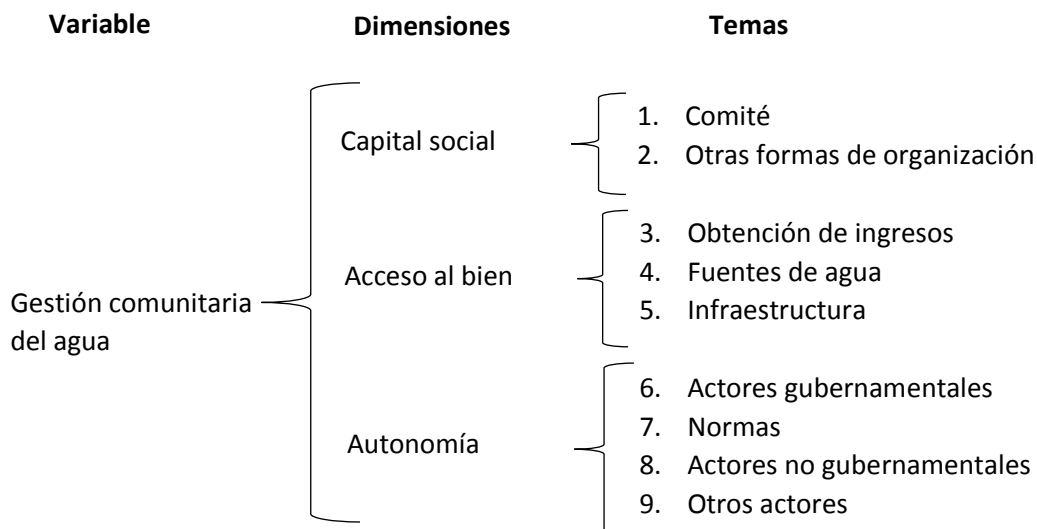 Variable Dimensiones Temas
Capital social
1. Comité
2. Otras formas de organización
Gestión comunitaria
del agua
Acceso al bien
3. Obtención de ingresos
4. Fuentes de agua
5. Infraestructura
Autonomía
6. Actores gubernamentales
7. Normas
8. Actores no gubernamentales
9. Otros actores